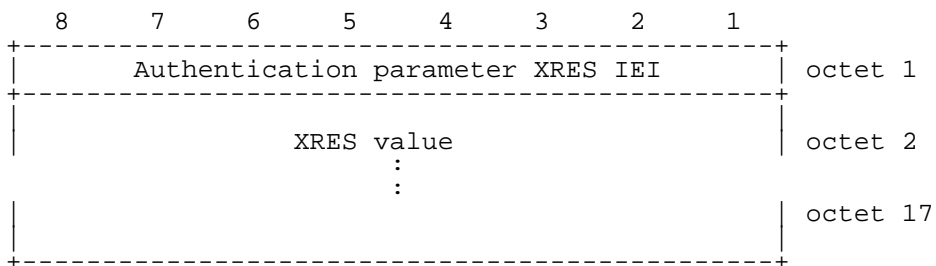 8 7 6 5 4 3 2 1
+-----------------------------------------------+
| Authentication parameter XRES IEI | octet 1
+-----------------------------------------------+
| |
| XRES value | octet 2
:
:
| | octet 17
| |
+-----------------------------------------------+